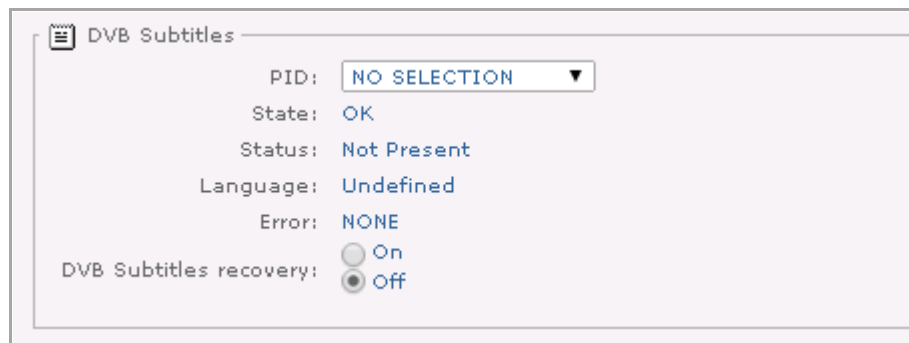 DVB Subtitles
PID: NO SELECTION
State: OK
Status: Not Present
Language: Undefined
Error: NONE
On
DVB Subtitles recovery:
Off